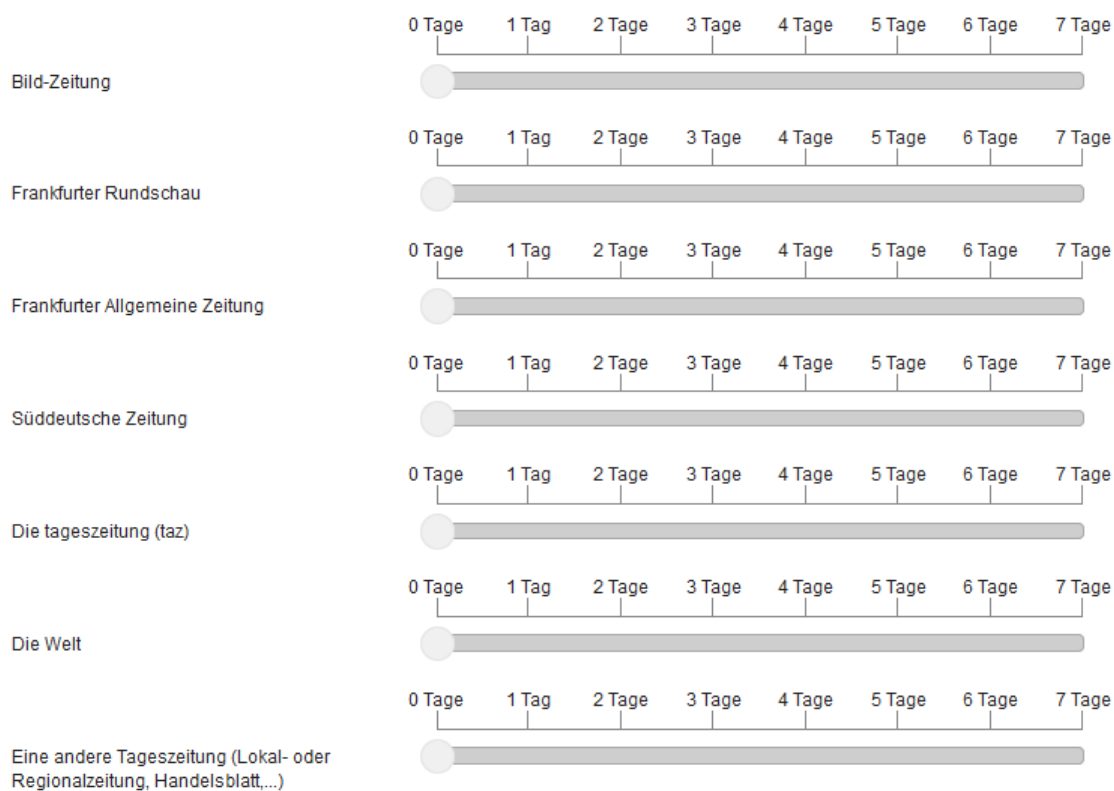 0 Tage 1 Tag 2 Tage 3 Tage 4 Tage 5 Tage 6 Tage 7 Tage
Bild-Zeitung
0 Tage 1 Tag 2 Tage 3 Tage 4 Tage 5 Tage 6 Tage 7 Tage
Frankfurter Rundschau
0 Tage 1 Tag 2 Tage 3 Tage 4 Tage 5 Tage 6 Tage 7 Tage
Frankfurter Allgemeine Zeitung
0 Tage 1 Tag 2 Tage 3 Tage 4 Tage 5 Tage 6 Tage 7 Tage
Süddeutsche Zeitung
0 Tage 1 Tag 2 Tage 3 Tage 4 Tage 5 Tage 6 Tage 7 Tage
Die tageszeitung (taz)
0 Tage 1 Tag 2 Tage 3 Tage 4 Tage 5 Tage 6 Tage 7 Tage
Die Welt
0 Tage 1 Tag 2 Tage 3 Tage 4 Tage 5 Tage 6 Tage 7 Tage
Eine andere Tageszeitung (Lokal- oder
Regionalzeitung, Handelsblatt,...)